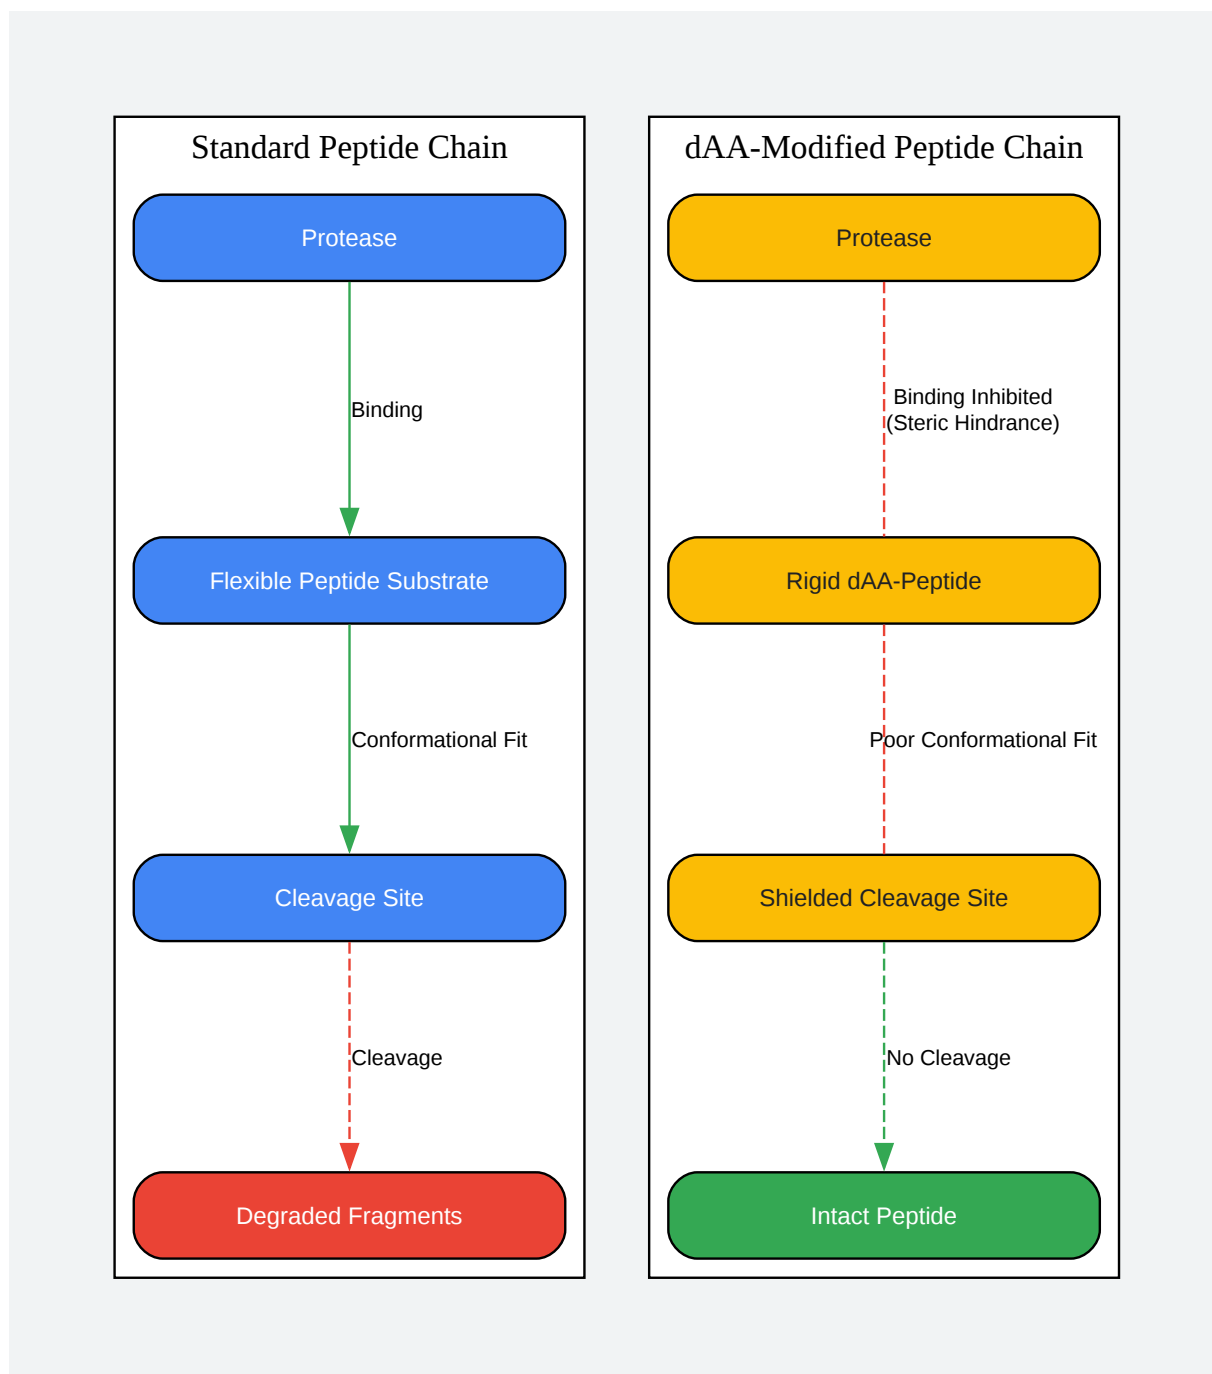 Standard Peptide Chain
Protease
Binding
Flexible Peptide Substrate
Conformational Fit
Cleavage Site
Cleavage
Degraded Fragments
dAA-Modified Peptide Chain
Protease
Binding Inhibited
(Steric Hindrance)
Rigid dAA-Peptide
Poor Conformational Fit
Shielded Cleavage Site
No Cleavage
Intact Peptide